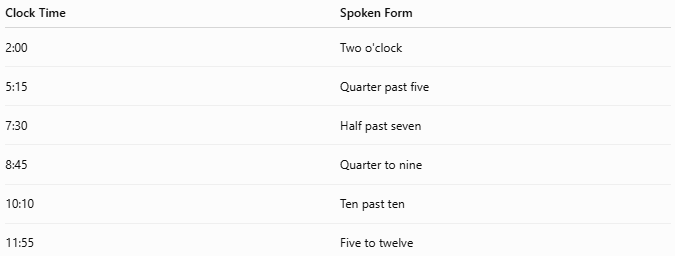 Clock Time Spoken Form
2:00 Two o'clock
5:15 Quarter past five
7:30 Half past seven
8:45 Quarter to nine
10:10 Ten past ten
11:55 Five to twelve